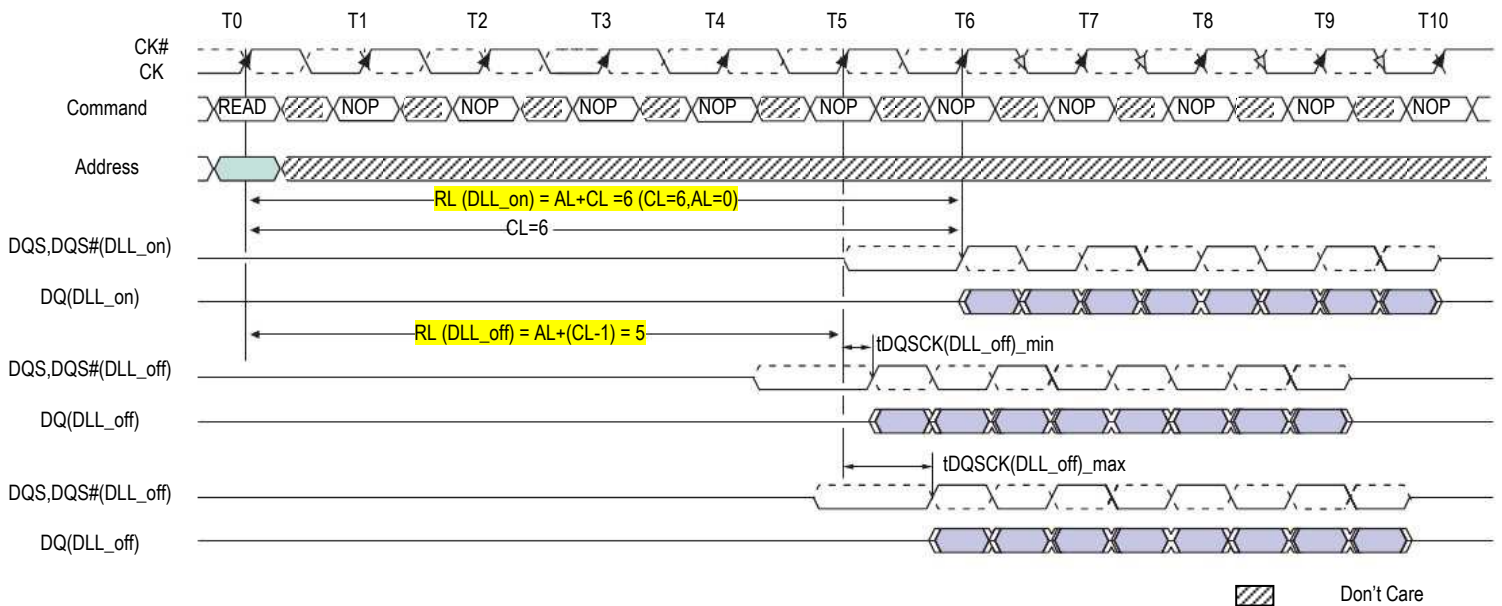 T0 T1 T2 T3 T4 T5 T6 T7 T8 T9 T10
CK#
CK
Command READ NOP NOP NOP NOP NOP NOP NOP NOP NOP NOP
Address
RL (DLL_on) = AL+CL =6 (CL=6,AL=0)
CL=6
DQS,DQS#(DLL_on)
DQ(DLL_on)
RL (DLL_off) = AL+(CL-1) = 5
tDQSCK(DLL_off)_min
DQS,DQS#(DLL_off)
DQ(DLL_off)
tDQSCK(DLL_off)_max
DQS,DQS#(DLL_off)
DQ(DLL_off)
Don't Care